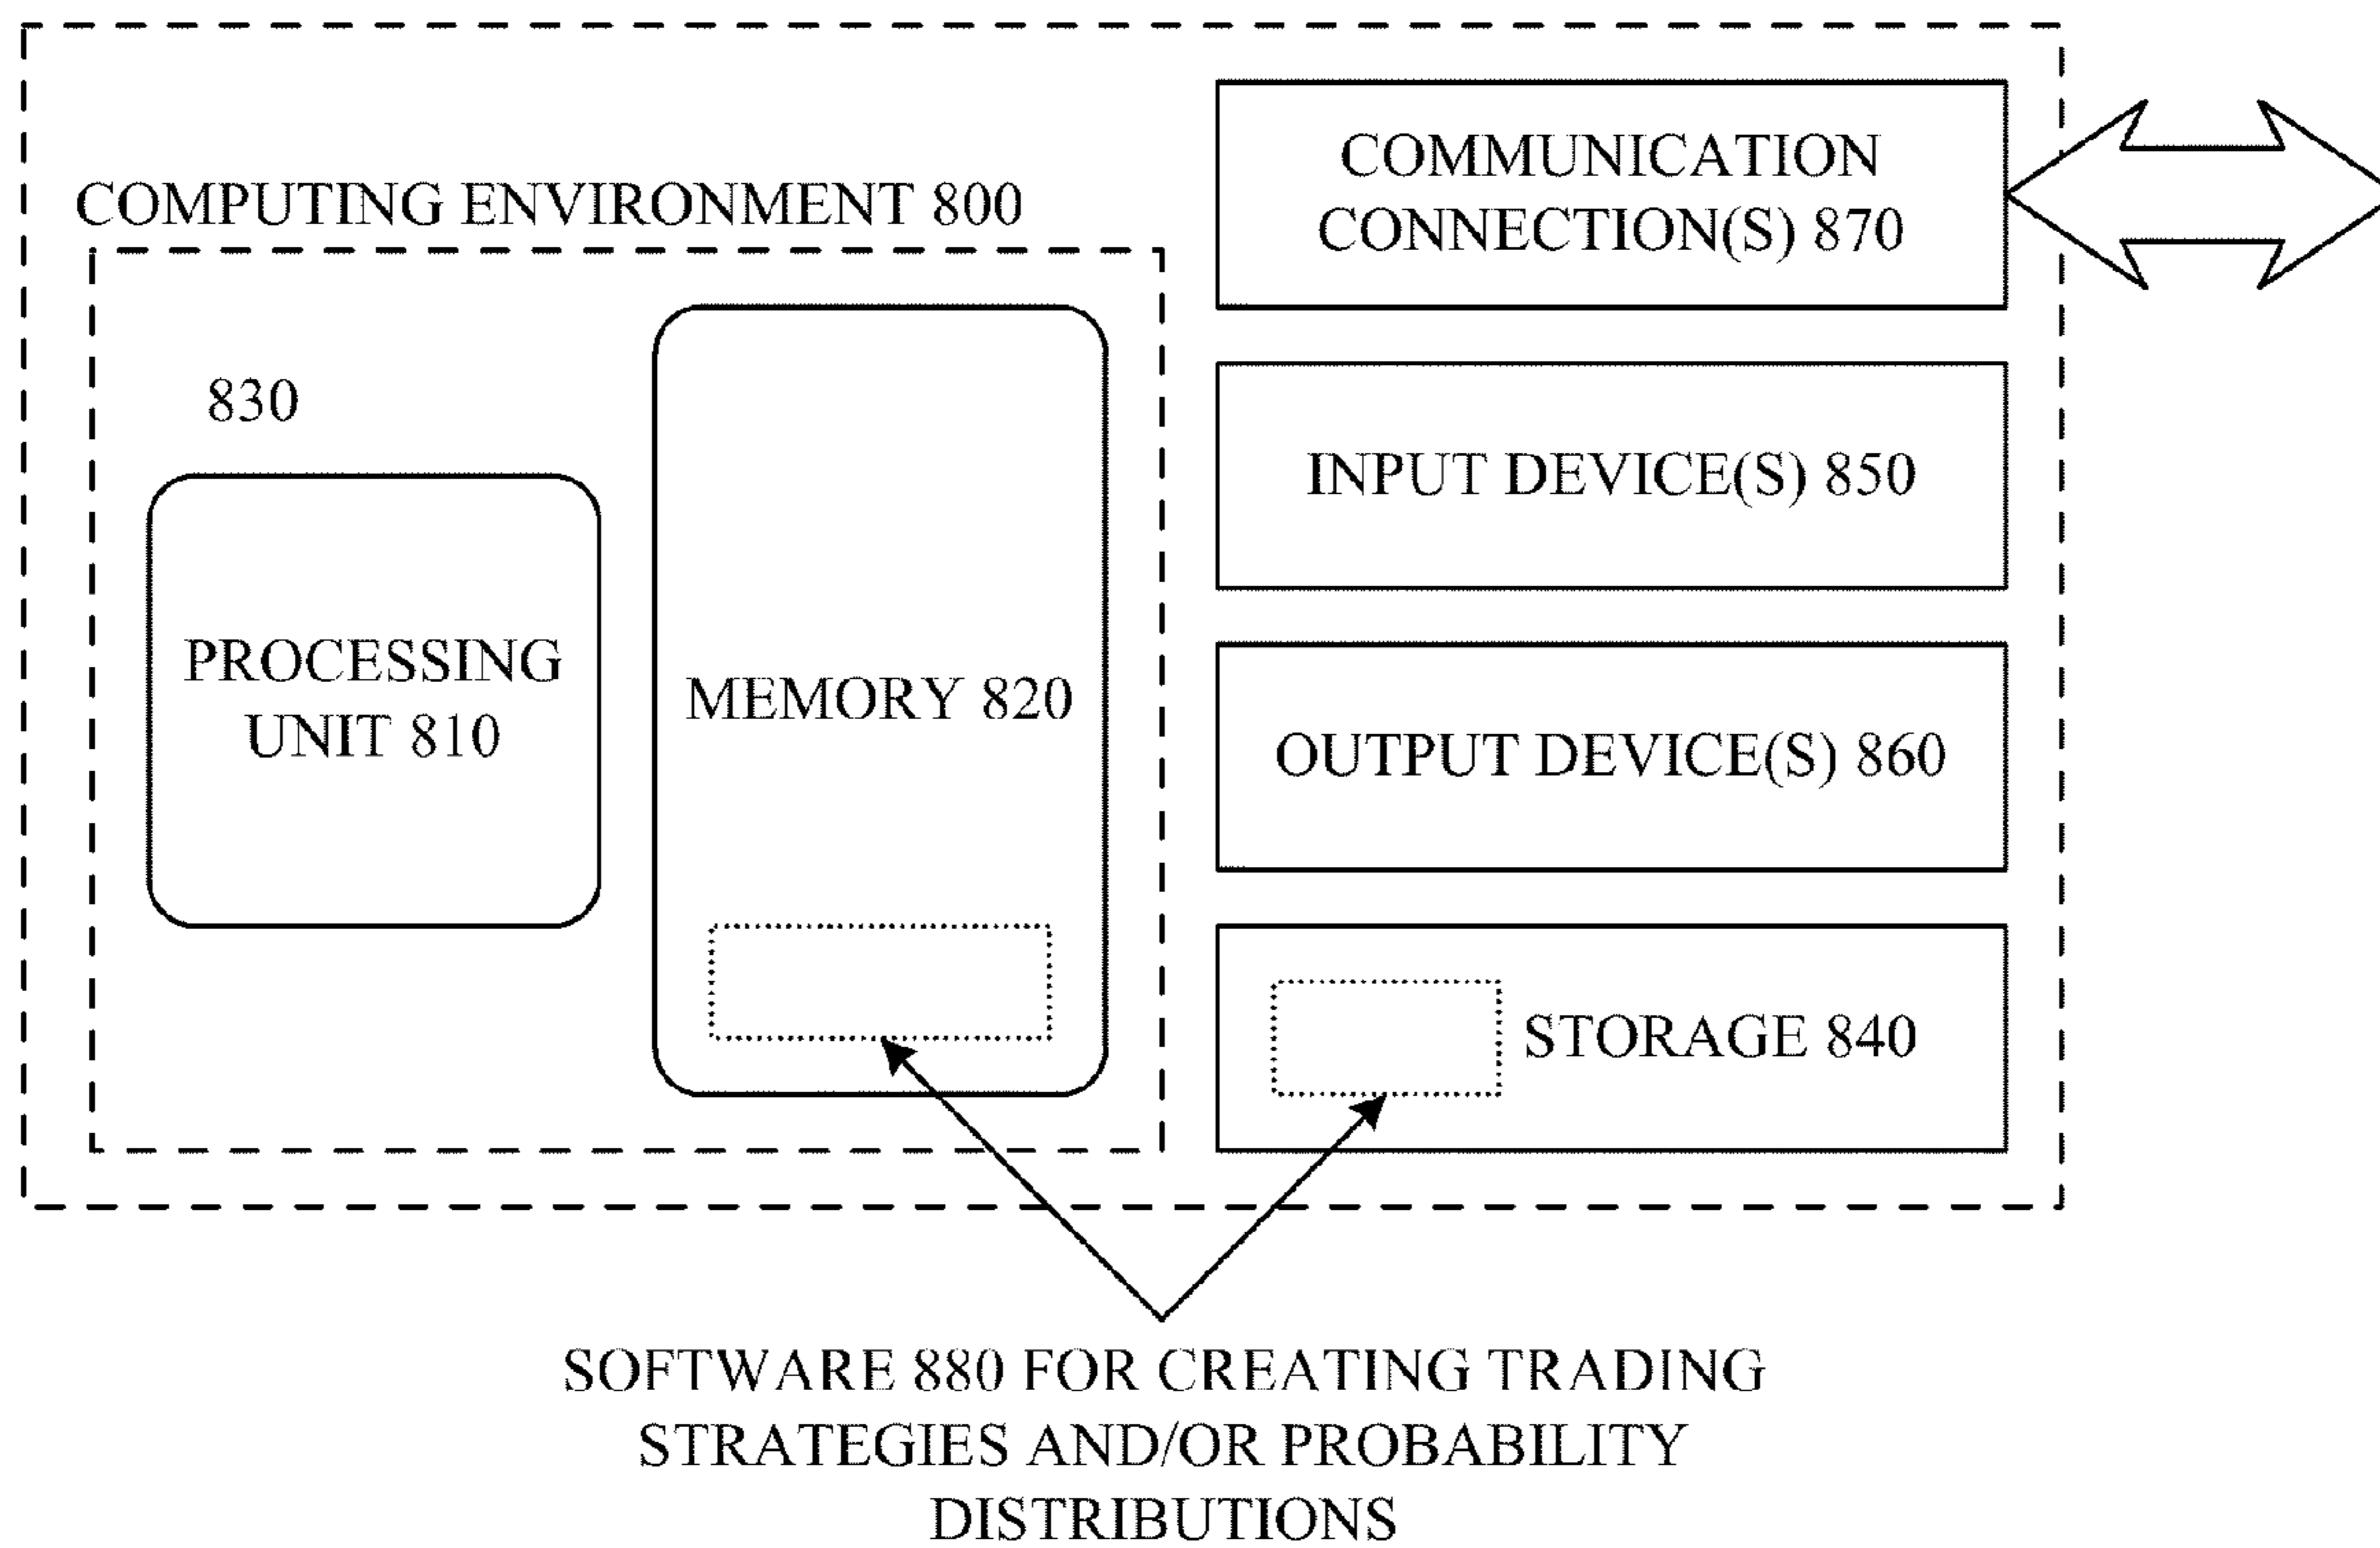 COMPUTING ENVIRONMENT 800
830
PROCESSING
UNIT 810
MEMORY 820
COMMUNICATION
CONNECTION(S) 870
INPUT DEVICE(S) 850
OUTPUT DEVICE(S) 860
STORAGE 840
SOFTWARE 880 FOR CREATING TRADING
STRATEGIES AND/OR PROBABILITY
DISTRIBUTIONS